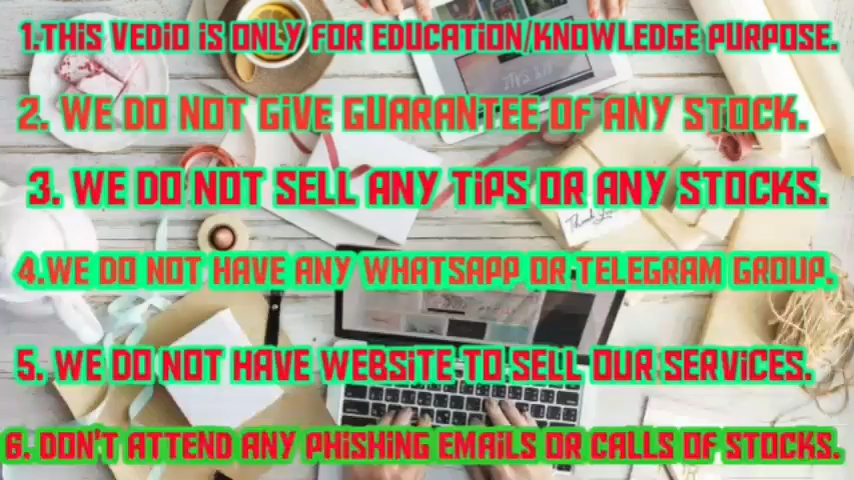 1.THiS VEDiO iS ONLY FOR EDUCATiON/KNOWLEDGE PURPOSE.
2. WE DO NOT GiVE GUARANTEE OF ANY STOCK.
3. WE DO NOT SELL ANY TiPS OR ANY STOCKS.
4.WE DO NOT HAVE ANY WHATSAPP OR TELEGRAM GROUP.
5. WE DO NOT HAVE WEBSiTE TO SELL OUR SERViCES.
6. DON'T ATTEND ANY PHiSHiNG EMAiLS OR CALLS OF STOCKS.